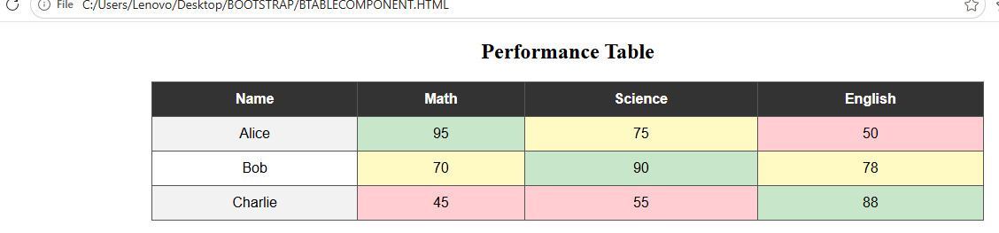 File C:/Users/Lenovo/Desktop/BOOTSTRAP/BTABLECOMPONENT.HTML
Performance Table
Name Math Science English
Alice 95 75 50
Bob 70 90 78
Charlie 45 55 88